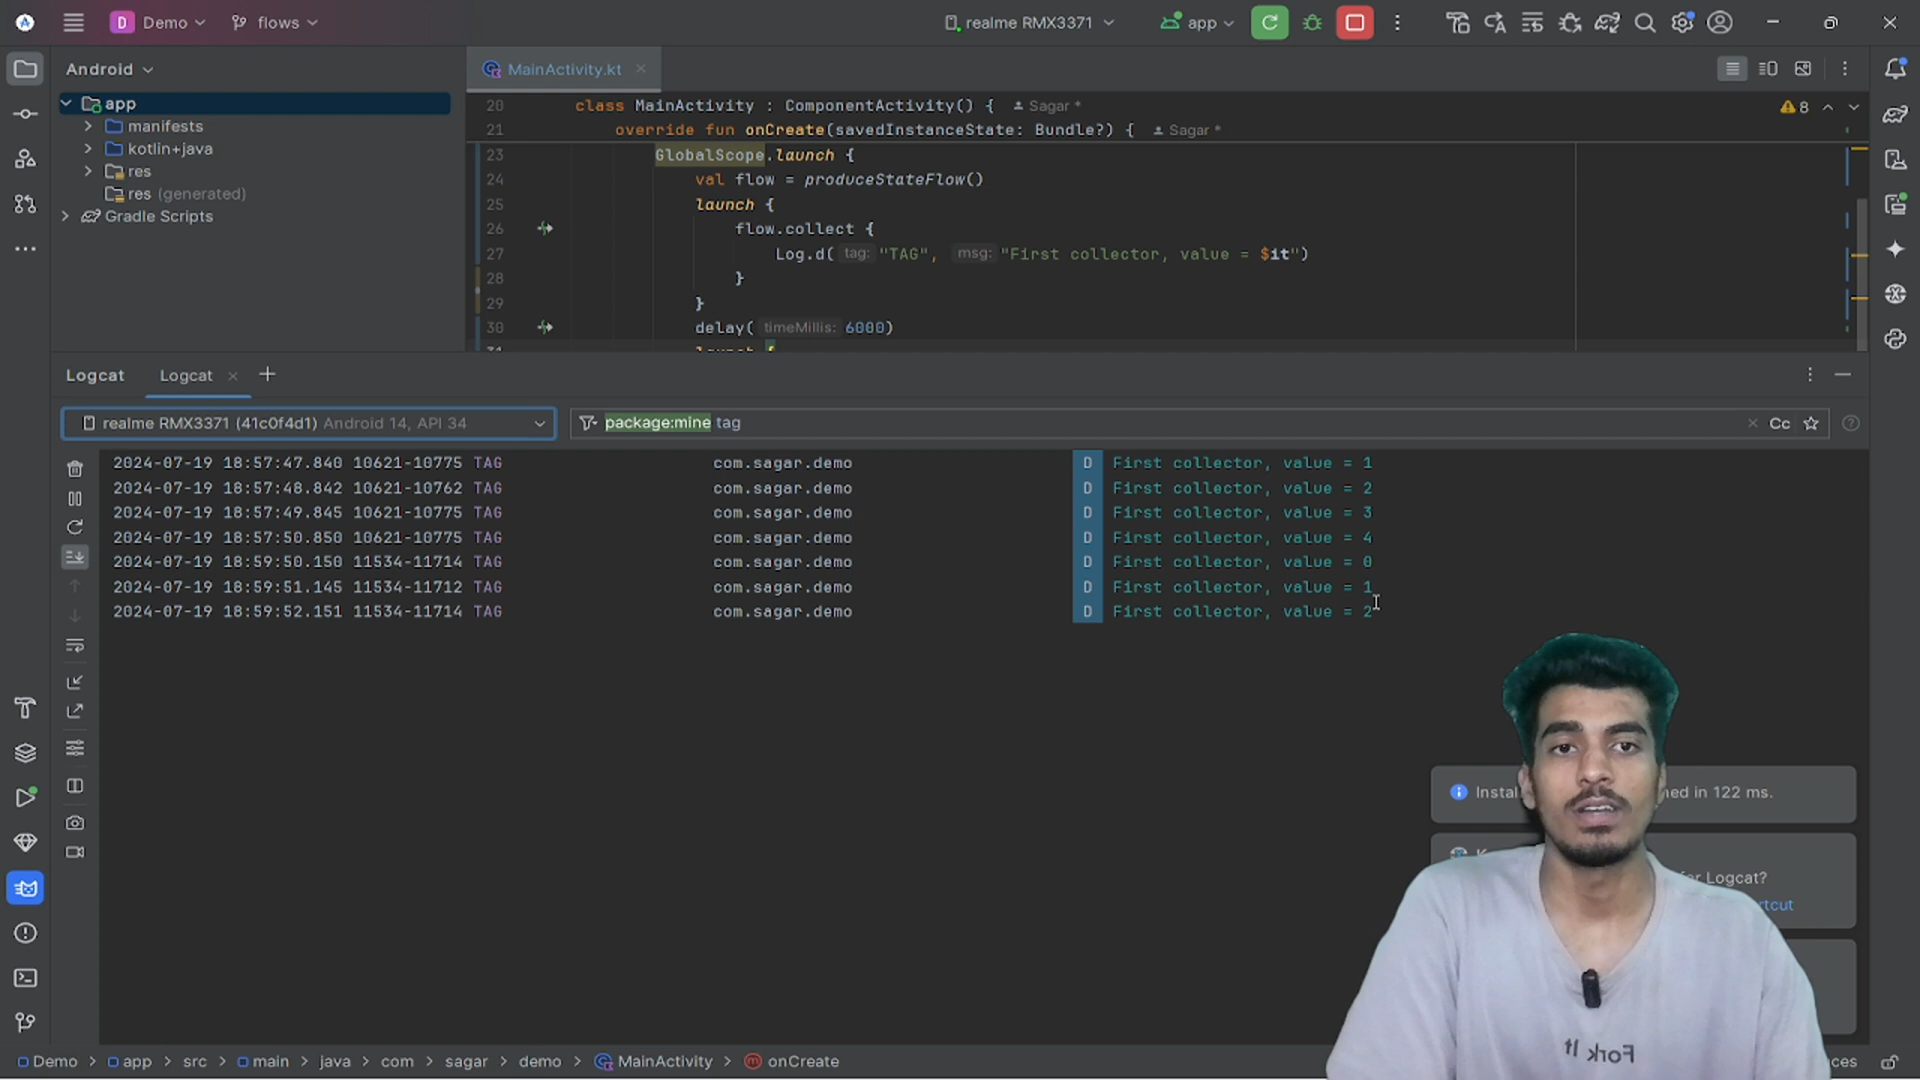 D Demo flows realme RMX3371 app
Android MainActivity.kt
app
manifests
kotlin+java
res
res (generated)
Gradle Scripts
20 class MainActivity : ComponentActivity() { Sagar * 8
21 override fun onCreate(savedInstanceState: Bundle?) { Sagar *
23 GlobalScope.launch {
24 val flow = produceStateFlow()
25 launch {
26 flow.collect {
27 Log.d( tag: "TAG", msg: "First collector, value = $it")
28 }
29 }
30 delay( timeMillis: 6000)
31 launch {
Logcat Logcat
realme RMX3371 (41c0f4d1) Android 14, API 34 package:mine tag Cc
2024-07-19 18:57:47.840 10621-10775 TAG com.sagar.demo D First collector, value = 1
2024-07-19 18:57:48.842 10621-10762 TAG com.sagar.demo D First collector, value = 2
2024-07-19 18:57:49.845 10621-10775 TAG com.sagar.demo D First collector, value = 3
2024-07-19 18:57:50.850 10621-10775 TAG com.sagar.demo D First collector, value = 4
2024-07-19 18:59:50.150 11534-11714 TAG com.sagar.demo D First collector, value = 0
2024-07-19 18:59:51.145 11534-11712 TAG com.sagar.demo D First collector, value = 1
2024-07-19 18:59:52.151 11534-11714 TAG com.sagar.demo D First collector, value = 2
in 122 ms.
Logcat?
Fork It
Demo > app > src > main > java > com > sagar > demo > MainActivity > onCreate